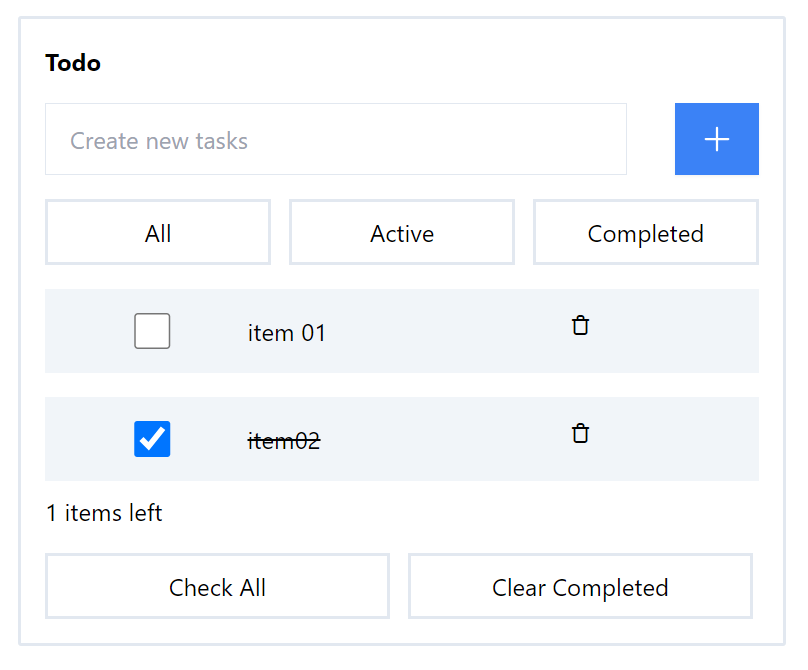 Todo
Create new tasks
All Active Completed
item 01
item02
1 items left
Check All Clear Completed